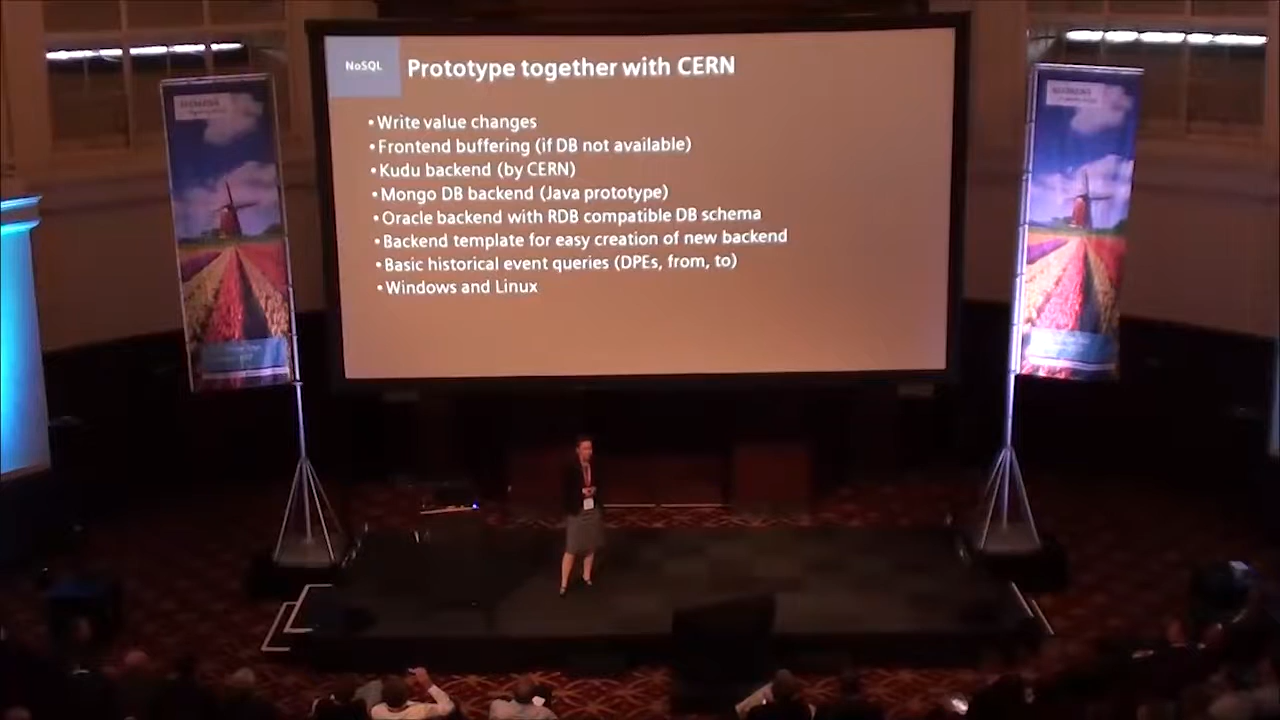 NoSQL
Prototype together with CERN
• Write value changes
• Frontend buffering (if DB not available)
• Kudu backend (by CERN)
• Mongo DB backend (Java prototype)
• Oracle backend with RDB compatible DB schema
• Backend template for easy creation of new backend
• Basic historical event queries (DPEs, from, to)
• Windows and Linux